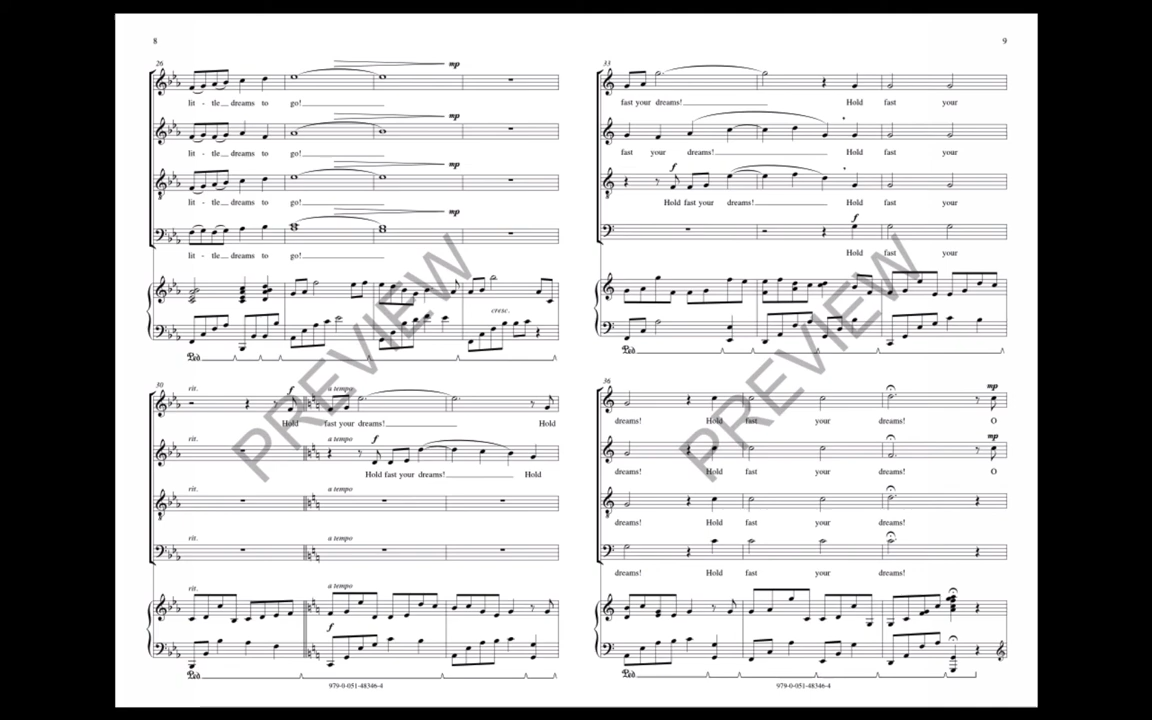 8
26
mp
lit - tle dreams to go!
mp
lit - tle dreams to go!
mp
lit - tle dreams to go!
mp
lit - tle dreams to go!
cresc.
Ped
30
rit. f a tempo
Hold fast your dreams! Hold
rit. a tempo f
Hold fast your dreams! Hold
rit. a tempo
rit. a tempo
rit. a tempo
f
Ped
979-0-051-48346-4
PREVIEW
9
33
fast your dreams! Hold fast your
fast your dreams! Hold fast your
f
Hold fast your dreams! Hold fast your
f
Hold fast your
Ped
36
mp
dreams! Hold fast your dreams! O
mp
dreams! Hold fast your dreams! O
dreams! Hold fast your dreams!
dreams! Hold fast your dreams!
Ped
979-0-051-48346-4
PREVIEW